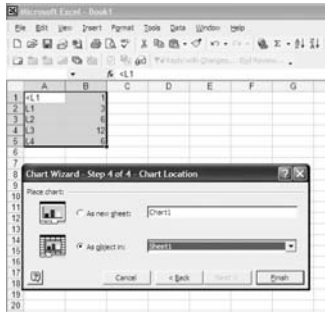 Microsoft Excel - Book1
File Edit View Insert Format Tools Data Window Help
fx <L1
A B C D E F G
1 <L1 1
2 L1 3
3 L2 6
4 L3 12
5 L4 6
6
7
8
9
10
11
12
13
14
15
16
17
18
19
20
Chart Wizard - Step 4 of 4 - Chart Location
Place chart:
As new sheet: Chart1
As object in: Sheet1
Cancel < Back Next > Finish